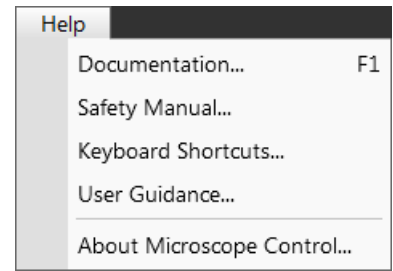 Help
Documentation... F1
Safety Manual...
Keyboard Shortcuts...
User Guidance...
About Microscope Control...